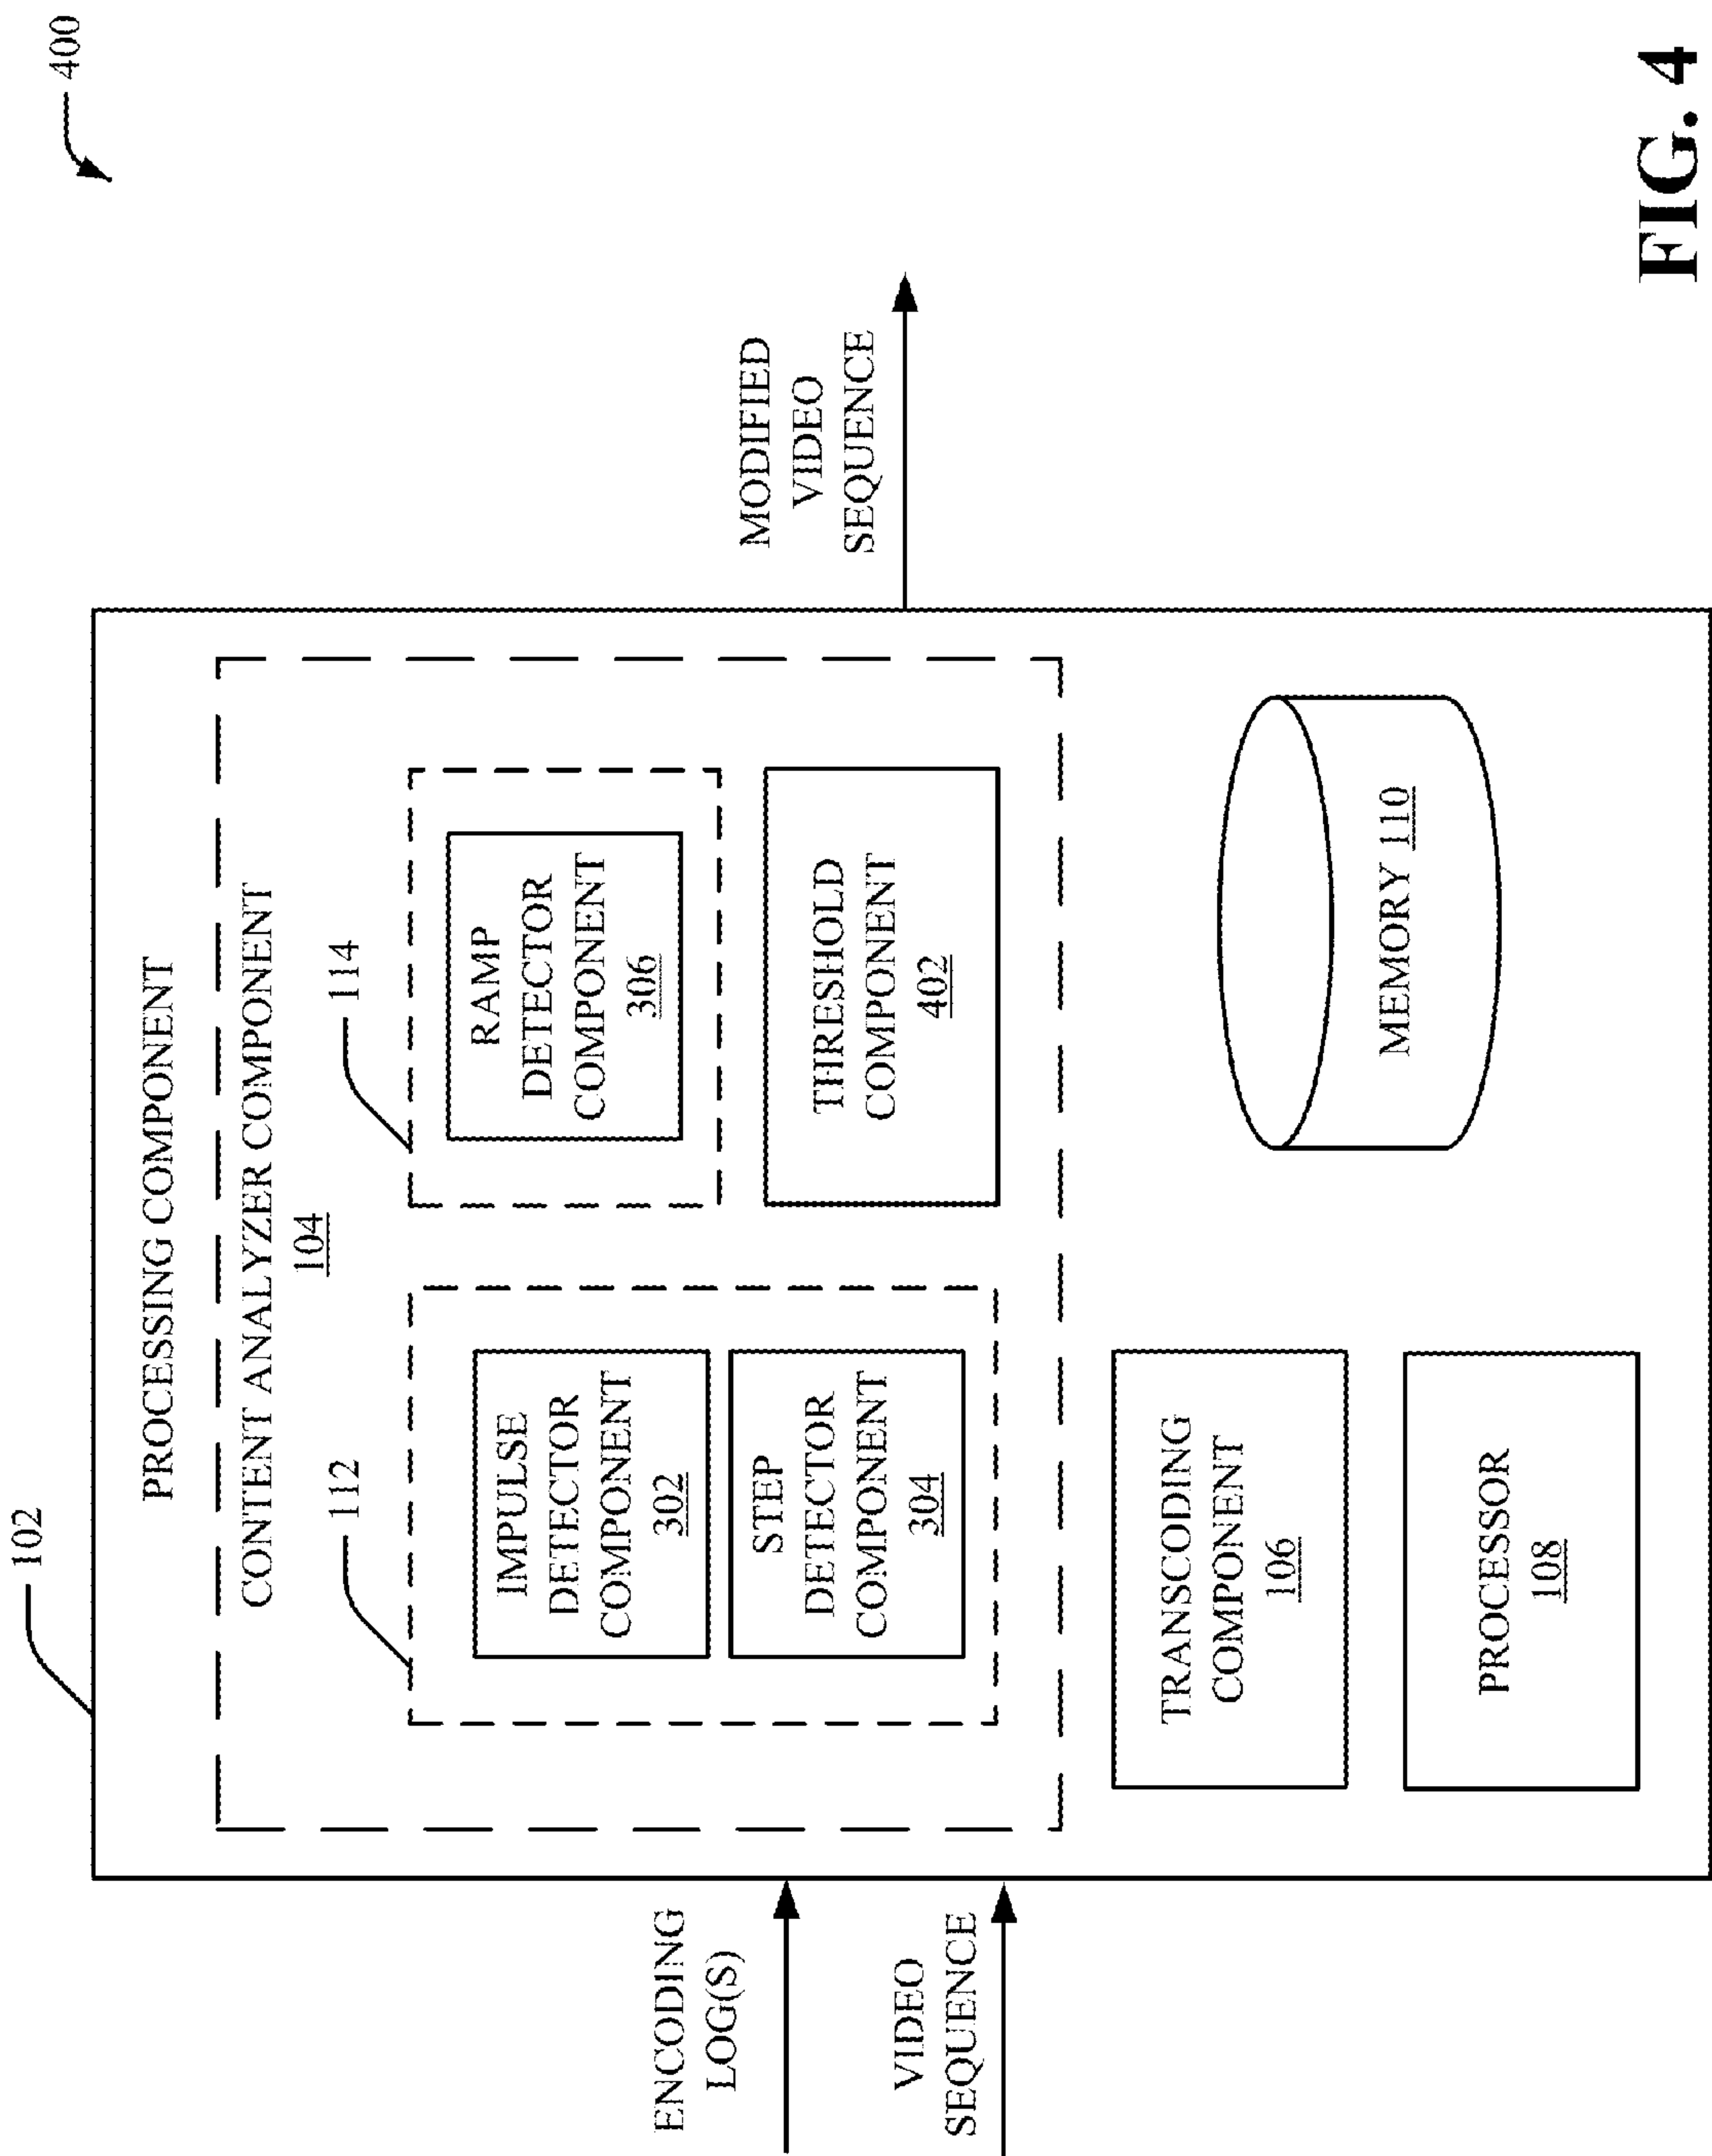 400
102
PROCESSING COMPONENT
CONTENT ANALYZER COMPONENT
104
112
114
IMPULSE
DETECTOR
COMPONENT
302
STEP
DETECTOR
COMPONENT
304
RAMP
DETECTOR
COMPONENT
306
THRESHOLD
COMPONENT
402
TRANSCODING
COMPONENT
106
PROCESSOR
108
MEMORY 110
ENCODING
LOG(S)
VIDEO
SEQUENCE
MODIFIED
VIDEO
SEQUENCE
FIG. 4